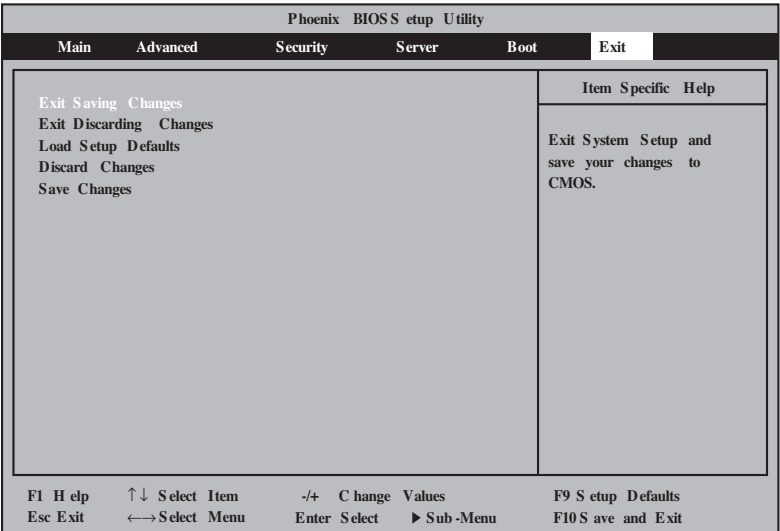 Phoenix BIOS Setup Utility
Main Advanced Security Server Boot Exit
Item Specific Help
Exit Saving Changes
Exit Discarding Changes
Load Setup Defaults
Discard Changes
Save Changes
Exit System Setup and
save your changes to
CMOS.
F1 Help ↑↓ Select Item -/+ Change Values F9 Setup Defaults
Esc Exit ←→ Select Menu Enter Select ▶ Sub-Menu F10 Save and Exit